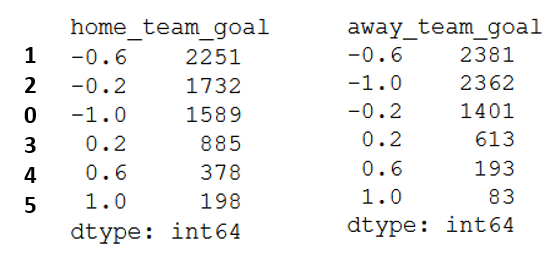 home_team_goal away_team_goal
1 -0.6 2251 -0.6 2381
2 -0.2 1732 -1.0 2362
0 -1.0 1589 -0.2 1401
3 0.2 885 0.2 613
4 0.6 378 0.6 193
5 1.0 198 1.0 83
dtype: int64 dtype: int64